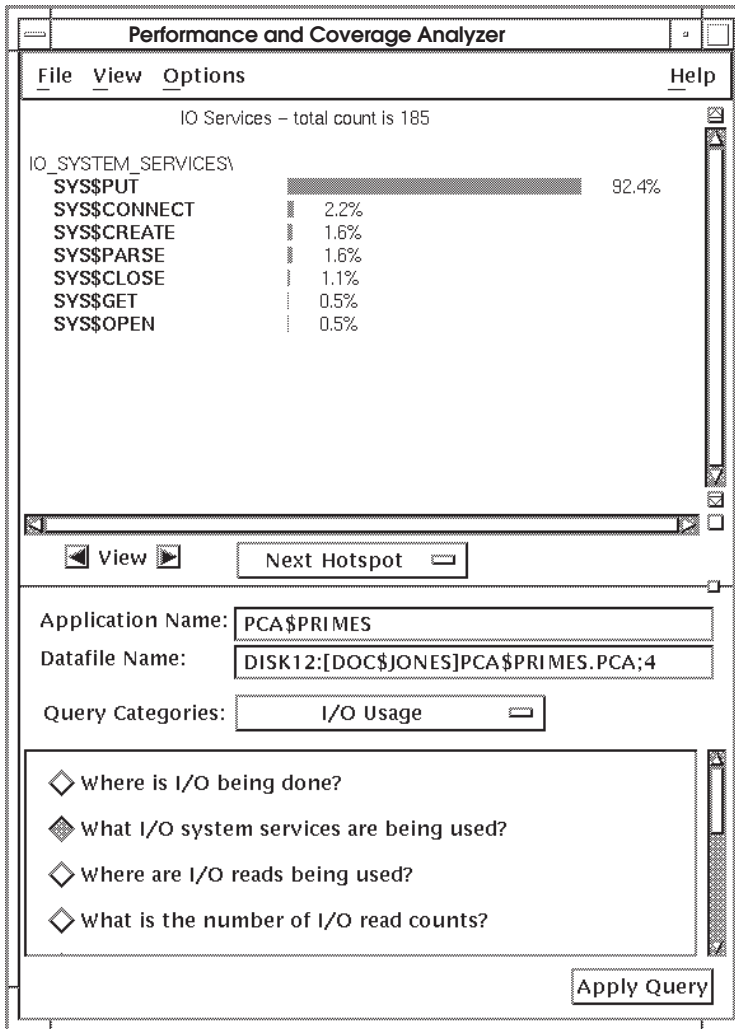 Performance and Coverage Analyzer
File View Options Help
IO Services – total count is 185
IO_SYSTEM_SERVICES\
SYS$PUT 92.4%
SYS$CONNECT 2.2%
SYS$CREATE 1.6%
SYS$PARSE 1.6%
SYS$CLOSE 1.1%
SYS$GET 0.5%
SYS$OPEN 0.5%
View Next Hotspot
Application Name: PCA$PRIMES
Datafile Name: DISK12:[DOC$JONES]PCA$PRIMES.PCA;4
Query Categories: I/O Usage
Where is I/O being done?
What I/O system services are being used?
Where are I/O reads being used?
What is the number of I/O read counts?
Apply Query